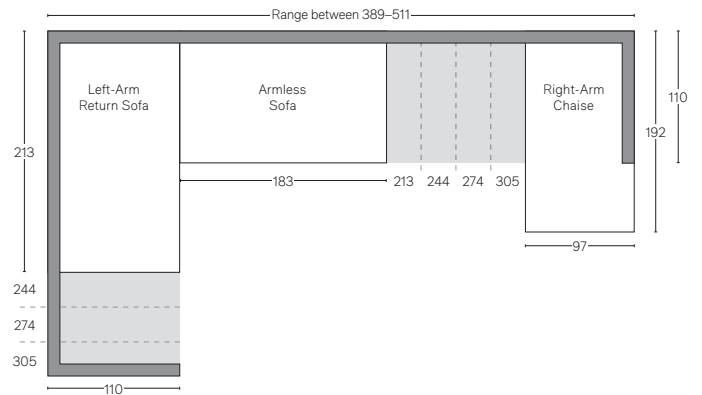 Range between 389–511
Left-Arm
Return Sofa
Armless
Sofa
Right-Arm
Chaise
110
192
213
183
213 244 274 305
97
244
274
305
110